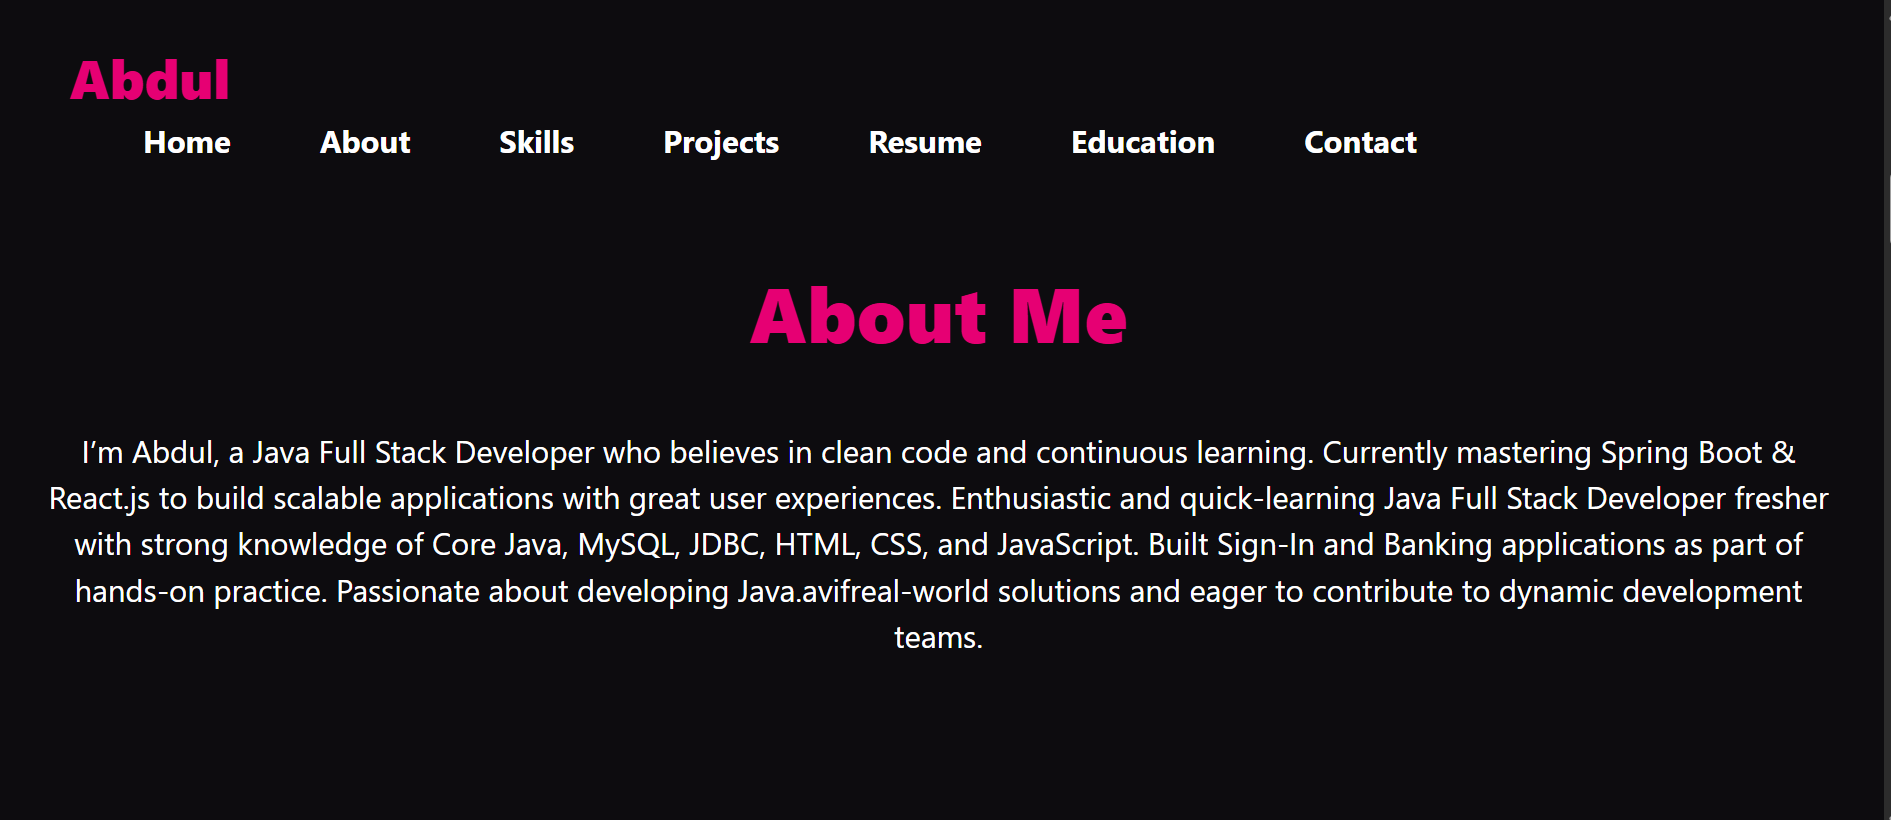 Abdul
Home About Skills Projects Resume Education Contact
About Me
I’m Abdul, a Java Full Stack Developer who believes in clean code and continuous learning. Currently mastering Spring Boot &
React.js to build scalable applications with great user experiences. Enthusiastic and quick-learning Java Full Stack Developer fresher
with strong knowledge of Core Java, MySQL, JDBC, HTML, CSS, and JavaScript. Built Sign-In and Banking applications as part of
hands-on practice. Passionate about developing Java.avifreal-world solutions and eager to contribute to dynamic development
teams.